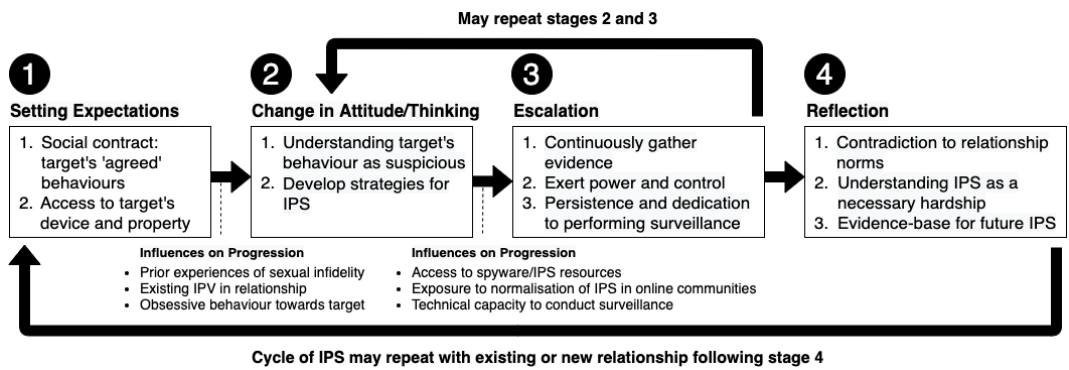 May repeat stages 2 and 3
1
Setting Expectations
1. Social contract:
target's 'agreed'
behaviours
2. Access to target's
device and property
2
Change in Attitude/Thinking
1. Understanding target's
behaviour as suspicious
2. Develop strategies for
IPS
3
Escalation
1. Continuously gather
evidence
2. Exert power and control
3. Persistence and dedication
to performing surveillance
4
Reflection
1. Contradiction to relationship
norms
2. Understanding IPS as a
necessary hardship
3. Evidence-base for future IPS
Influences on Progression
• Prior experiences of sexual infidelity
• Existing IPV in relationship
• Obsessive behaviour towards target
Influences on Progression
• Access to spyware/IPS resources
• Exposure to normalisation of IPS in online communities
• Technical capacity to conduct surveillance
Cycle of IPS may repeat with existing or new relationship following stage 4